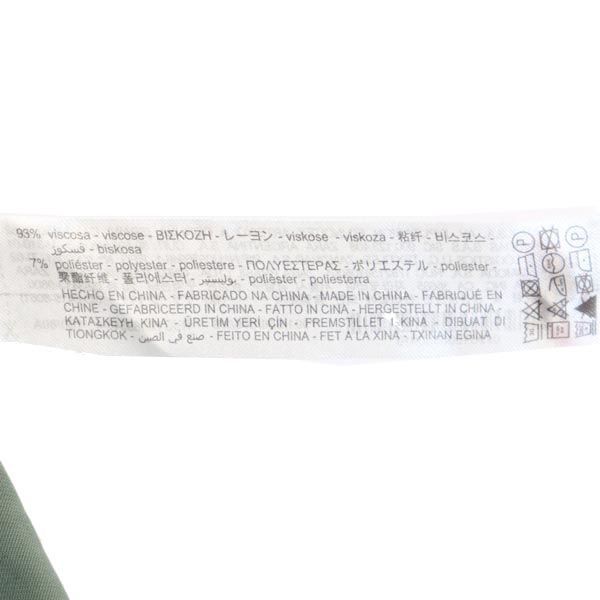 93% viscosa - viscose - ΒΙΣΚΟΖΗ - レーヨン - viskose - viskoza - 粘纤 - 비스코스 -
فسكوز - biskosa
7% poliéster - polyester - poliestere - ΠΟΛΥΕΣΤΕΡΑΣ - ポリエステル - poliester
聚酯纤维 - 폴리에스터 - بوليستير - polièster - poliesterra
HECHO EN CHINA - FABRICADO NA CHINA - MADE IN CHINA - FABRIQUÉ EN
CHINE - GEFABRICEERD IN CHINA - FATTO IN CINA - HERGESTELLT IN CHINA -
ΚΑΤΑΣΚΕΥΗ ΚΙΝΑ - ÜRETİM YERİ ÇİN - FREMSTILLET I KINA - DIBUAT DI
TIONGKOK - صنع في الصين - FEITO EN CHINA - FET A LA XINA - TXINAN EGINA